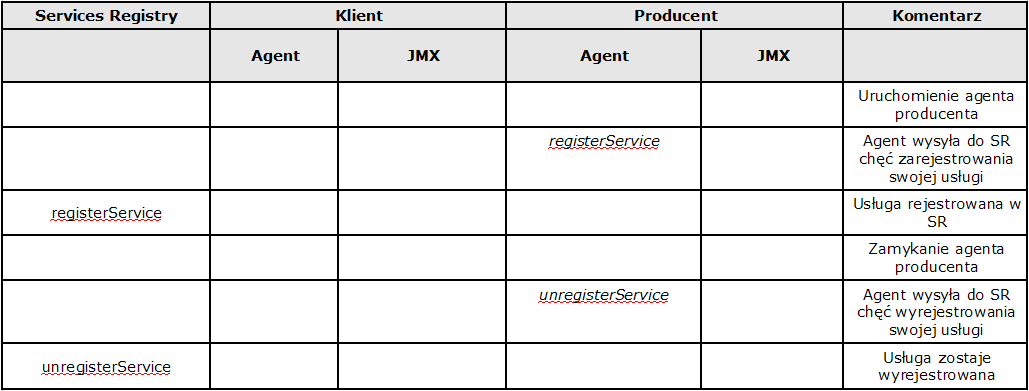 Services Registry Klient Producent Komentarz
Agent JMX Agent JMX
Uruchomienie agenta
producenta
registerService Agent wysyła do SR
chęć zarejestrowania
swojej usługi
registerService Usługa rejestrowana w
SR
Zamykanie agenta
producenta
unregisterService Agent wysyła do SR
chęć wyrejestrowania
swojej usługi
unregisterService Usługa zostaje
wyrejestrowana